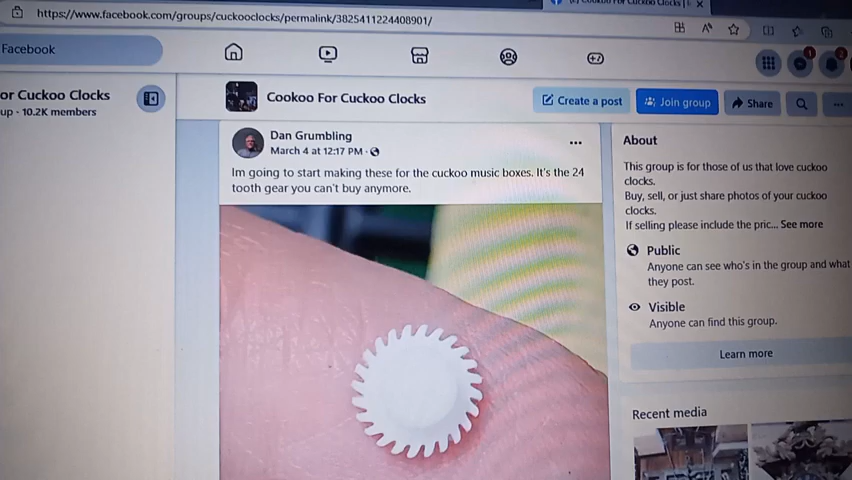 https://www.facebook.com/groups/cuckooclocks/permalink/3825411224408901/
Facebook
or Cuckoo Clocks
up · 10.2K members
Cookoo For Cuckoo Clocks
Create a post
Join group
Share
Dan Grumbling
March 4 at 12:17 PM ·
Im going to start making these for the cuckoo music boxes. It's the 24
tooth gear you can't buy anymore.
About
This group is for those of us that love cuckoo
clocks.
Buy, sell, or just share photos of your cuckoo
clocks.
If selling please include the pric... See more
Public
Anyone can see who's in the group and what
they post.
Visible
Anyone can find this group.
Learn more
Recent media